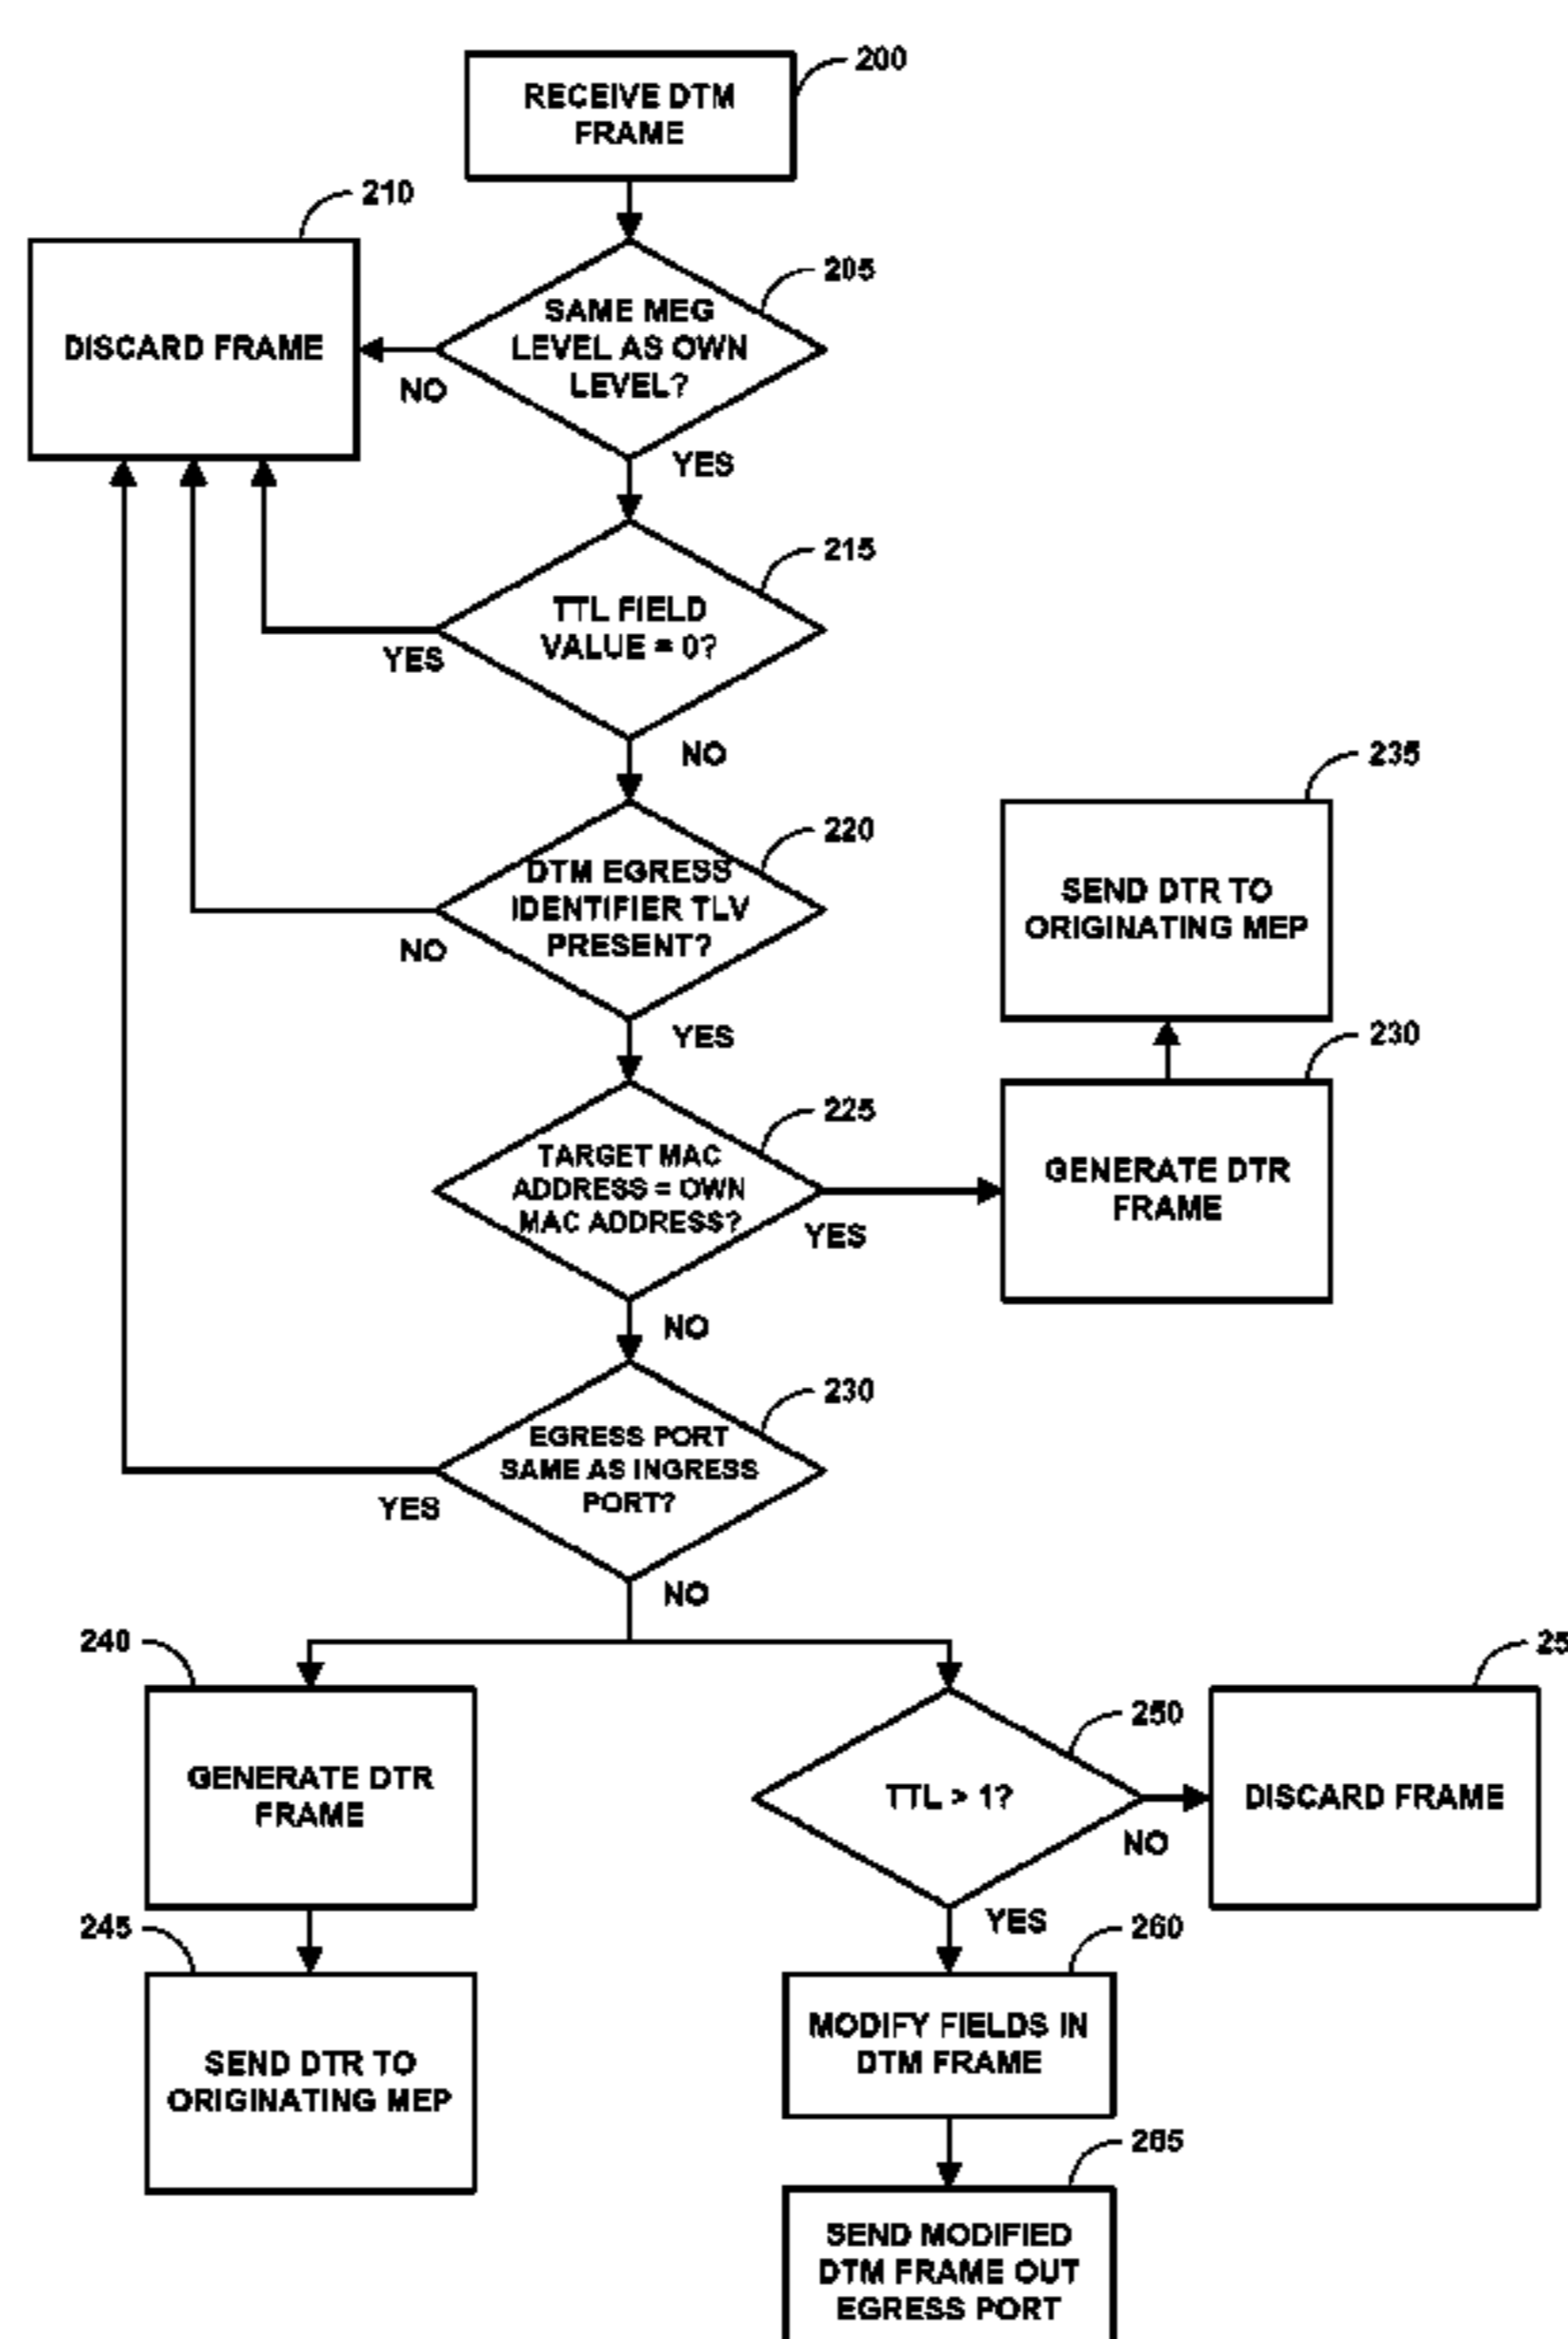 200
RECEIVE DTM
FRAME
210
DISCARD FRAME
205
SAME MEG
LEVEL AS OWN
LEVEL?
NO
YES
215
TTL FIELD
VALUE = 0?
YES
NO
235
220
DTM EGRESS
IDENTIFIER TLV
PRESENT?
SEND DTR TO
ORIGINATING MEP
NO
YES
230
225
TARGET MAC
ADDRESS = OWN
MAC ADDRESS?
YES
GENERATE DTR
FRAME
NO
230
EGRESS PORT
SAME AS INGRESS
PORT?
YES
NO
240
GENERATE DTR
FRAME
250
TTL > 1?
NO
25
DISCARD FRAME
YES
245
SEND DTR TO
ORIGINATING MEP
260
MODIFY FIELDS IN
DTM FRAME
265
SEND MODIFIED
DTM FRAME OUT
EGRESS PORT